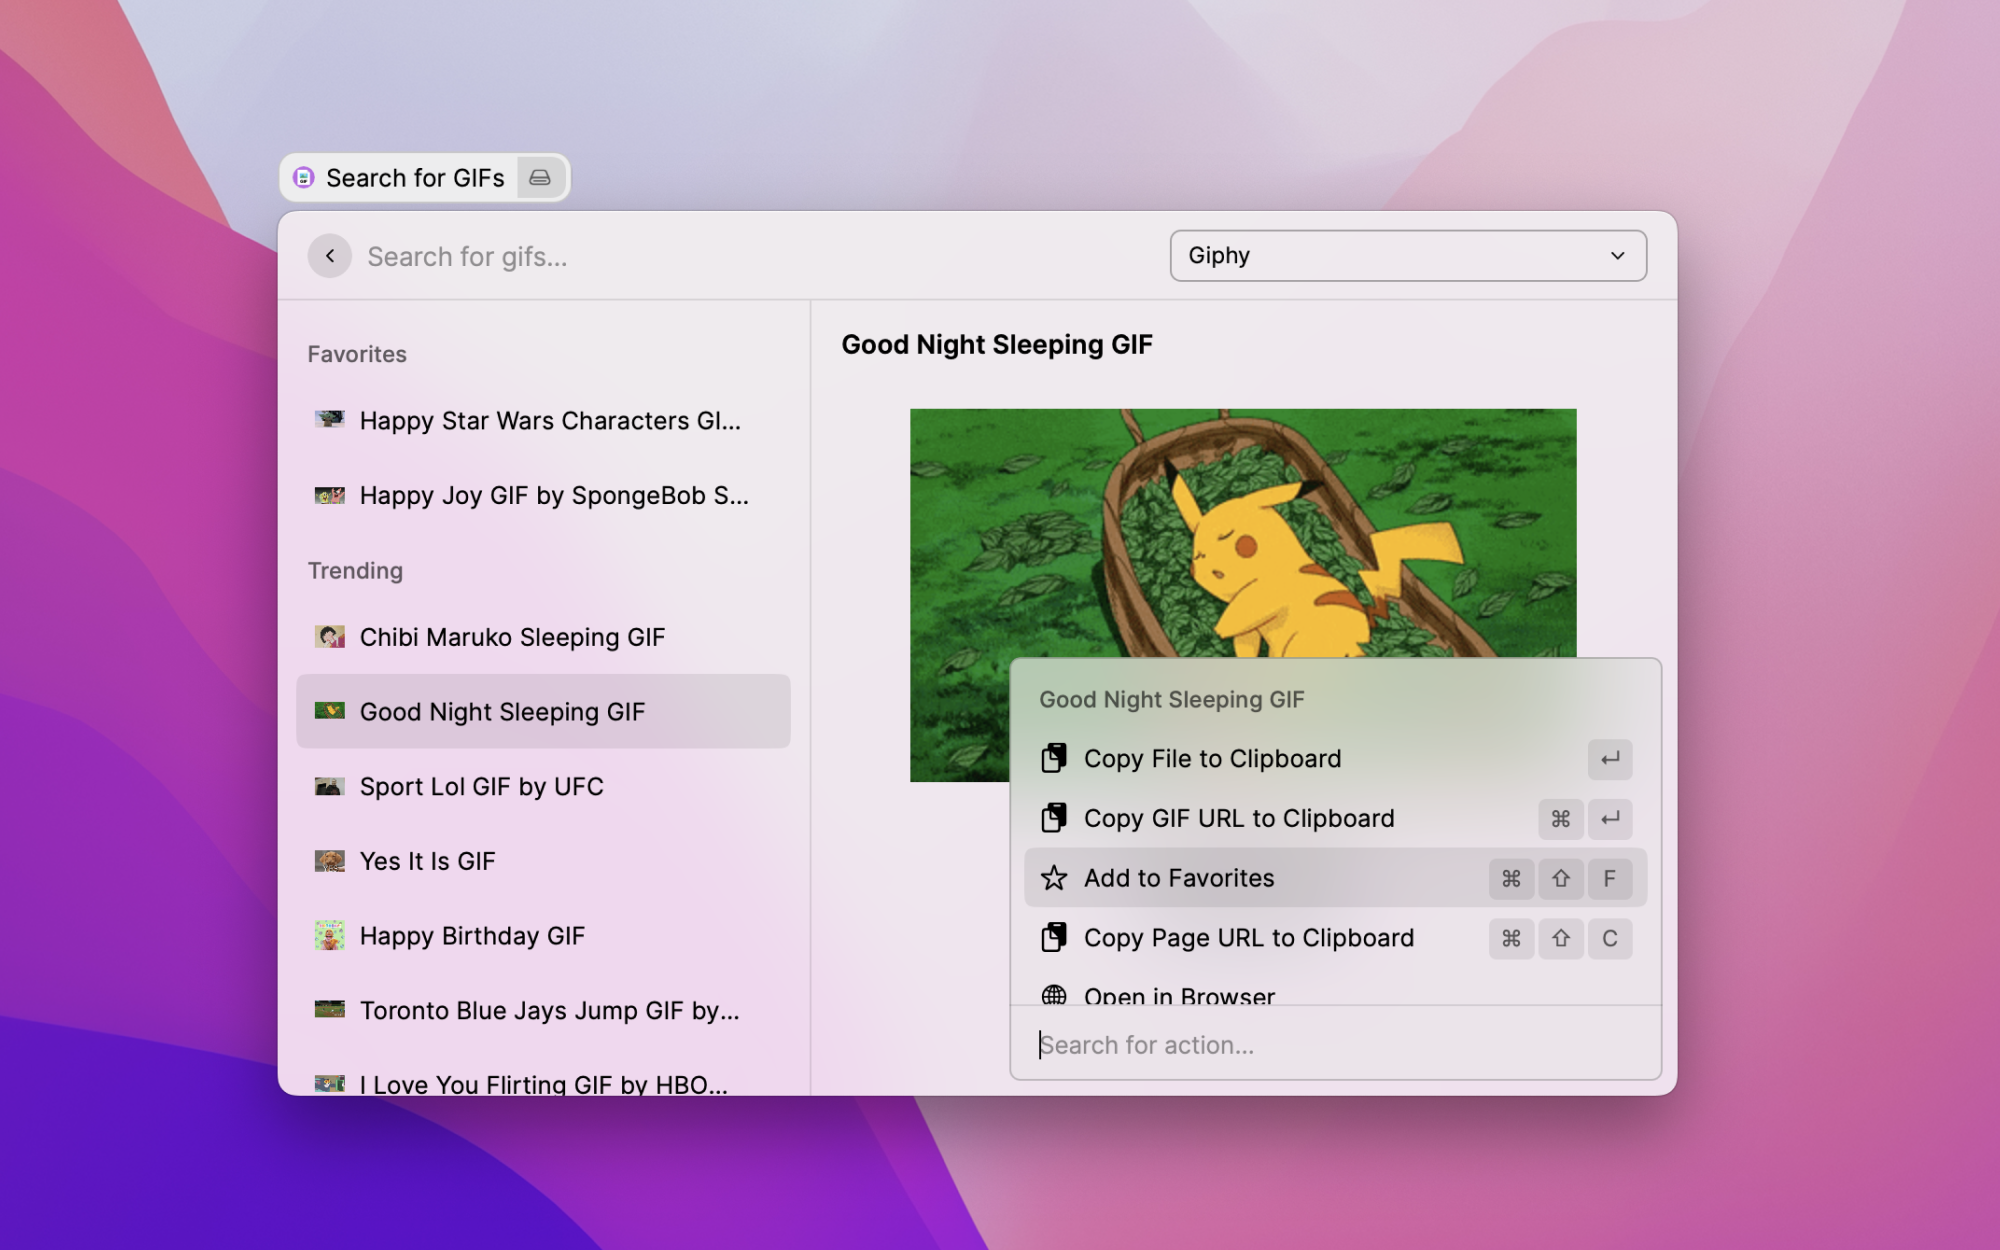 Search for GIFs
Search for gifs...
Giphy
Favorites
Happy Star Wars Characters GI...
Happy Joy GIF by SpongeBob S...
Trending
Chibi Maruko Sleeping GIF
Good Night Sleeping GIF
Sport Lol GIF by UFC
Yes It Is GIF
Happy Birthday GIF
Toronto Blue Jays Jump GIF by...
I Love You Flirting GIF by HBO...
Good Night Sleeping GIF
Good Night Sleeping GIF
Copy File to Clipboard ↵
Copy GIF URL to Clipboard ⌘ ↵
Add to Favorites ⌘ ⇧ F
Copy Page URL to Clipboard ⌘ ⇧ C
Open in Browser
Search for action...